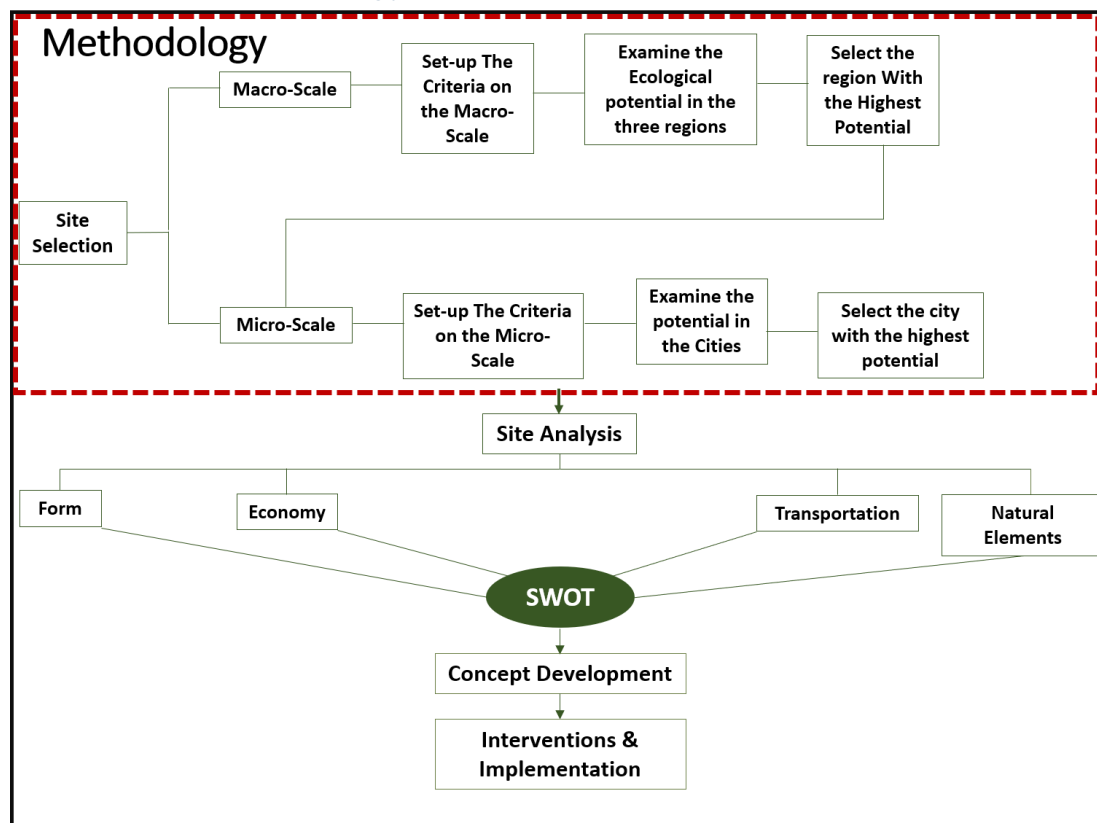 Methodology
Macro-Scale
Set-up The
Criteria on
the Macro-
Scale
Examine the
Ecological
potential in the
three regions
Select the
region With
the Highest
Potential
Site
Selection
Micro-Scale
Set-up The Criteria
on the Micro-
Scale
Examine the
potential in
the Cities
Select the city
with the highest
potential
Site Analysis
Form
Economy
Transportation
Natural
Elements
SWOT
Concept Development
Interventions &
Implementation